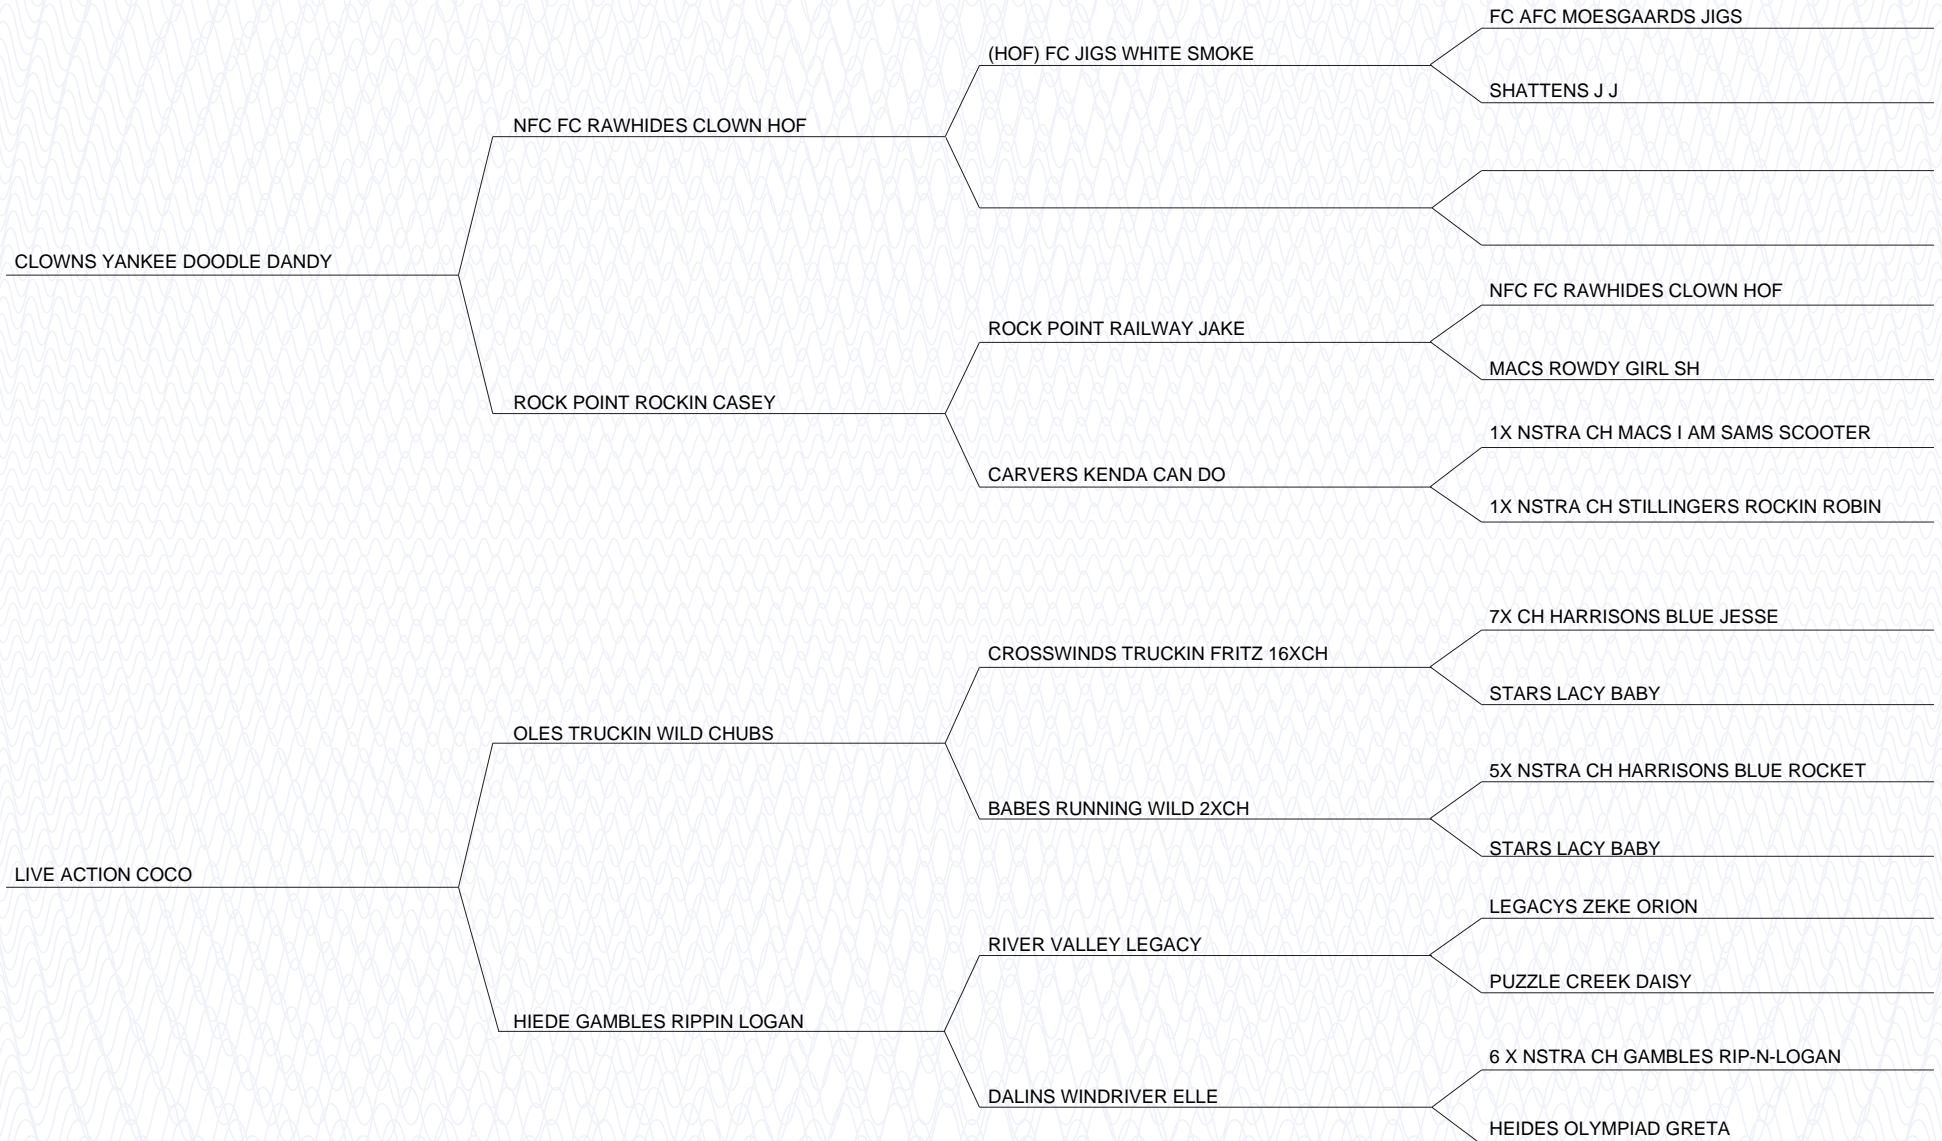 FC AFC MOESGAARDS JIGS
(HOF) FC JIGS WHITE SMOKE
SHATTENS J J
NFC FC RAWHIDES CLOWN HOF
CLOWNS YANKEE DOODLE DANDY
NFC FC RAWHIDES CLOWN HOF
ROCK POINT RAILWAY JAKE
MACS ROWDY GIRL SH
ROCK POINT ROCKIN CASEY
1X NSTRA CH MACS I AM SAMS SCOOTER
CARVERS KENDA CAN DO
1X NSTRA CH STILLINGERS ROCKIN ROBIN
7X CH HARRISONS BLUE JESSE
CROSSWINDS TRUCKIN FRITZ 16XCH
STARS LACY BABY
OLES TRUCKIN WILD CHUBS
5X NSTRA CH HARRISONS BLUE ROCKET
BABES RUNNING WILD 2XCH
STARS LACY BABY
LIVE ACTION COCO
LEGACYS ZEKE ORION
RIVER VALLEY LEGACY
PUZZLE CREEK DAISY
HIEDE GAMBLES RIPPIN LOGAN
6 X NSTRA CH GAMBLES RIP-N-LOGAN
DALINS WINDRIVER ELLE
HEIDES OLYMPIAD GRETA